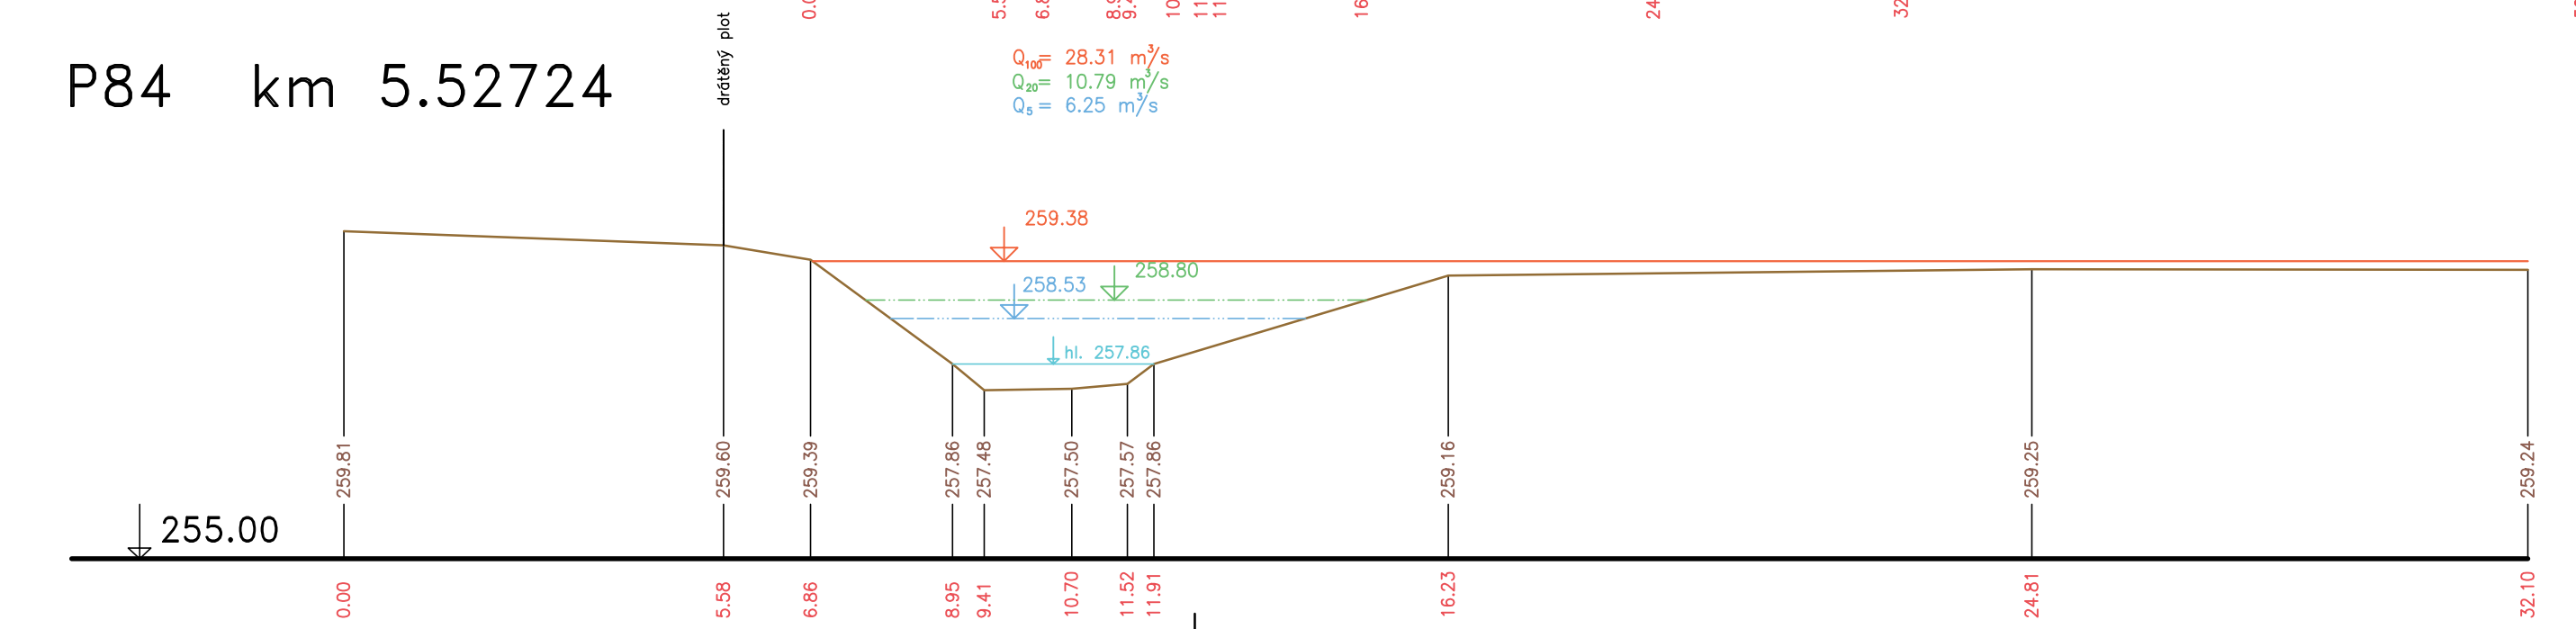 P84 km 5.52724
drátěný plot
Q100= 28.31 m³/s
Q20= 10.79 m³/s
Q5 = 6.25 m³/s
259.38
258.80
258.53
hl. 257.86
259.81 259.60 259.39 257.86 257.48 257.50 257.57 257.86 259.16 259.25 259.24
255.00
0.00 5.58 6.86 8.95 9.41 10.70 11.52 11.91 16.23 24.81 32.10